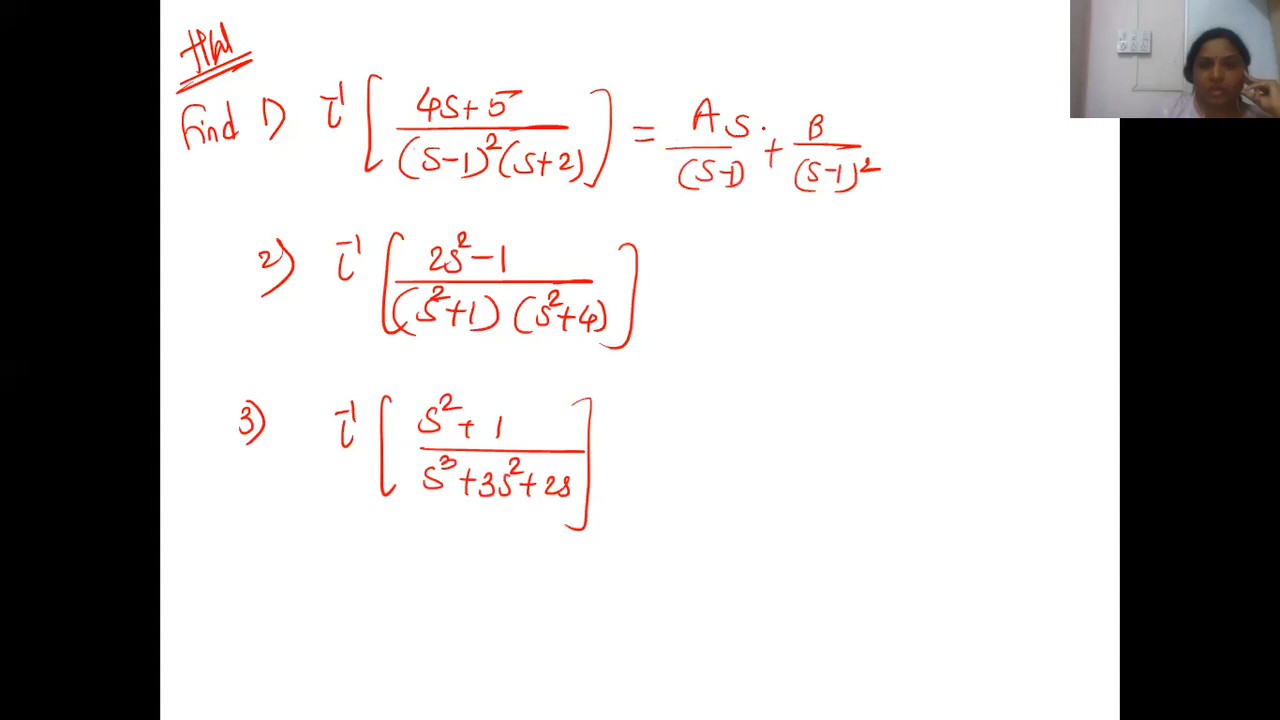 HW
Find 1) L⁻¹ [ (4s+5) / ((s-1)²(s+2)) ] = As/(s-1) + B/(s-1)²
2) L⁻¹ [ (2s²-1) / ((s²+1)(s²+4)) ]
3) L⁻¹ [ (s²+1) / (s³+3s²+2s) ]